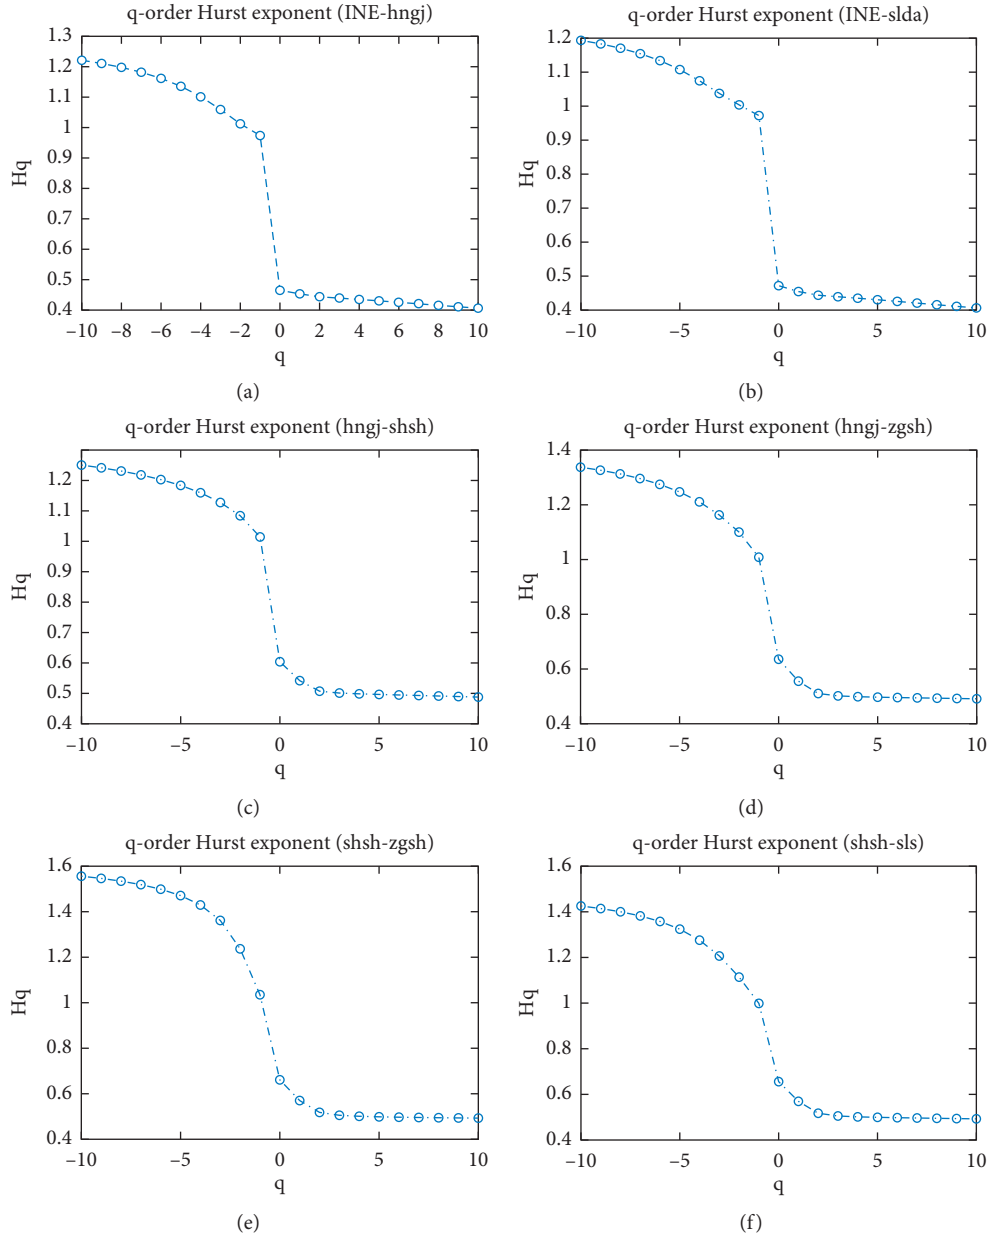 q-order Hurst exponent (INE-hngj)
1.3
1.2
1.1
1
0.9
0.8
0.7
0.6
0.5
0.4
Hq
–10 –8 –6 –4 –2 0 2 4 6 8 10
q
(a)
q-order Hurst exponent (INE-slda)
1.2
1.1
1
0.9
0.8
0.7
0.6
0.5
0.4
Hq
–10 –5 0 5 10
q
(b)
q-order Hurst exponent (hngj-shsh)
1.2
1.1
1
0.9
0.8
0.7
0.6
0.5
0.4
Hq
–10 –5 0 5 10
q
(c)
q-order Hurst exponent (hngj-zgsh)
1.4
1.2
1
0.8
0.6
0.4
Hq
–10 –5 0 5 10
q
(d)
q-order Hurst exponent (shsh-zgsh)
1.6
1.4
1.2
1
0.8
0.6
0.4
Hq
–10 –5 0 5 10
q
(e)
q-order Hurst exponent (shsh-sls)
1.6
1.4
1.2
1
0.8
0.6
0.4
Hq
–10 –5 0 5 10
q
(f)